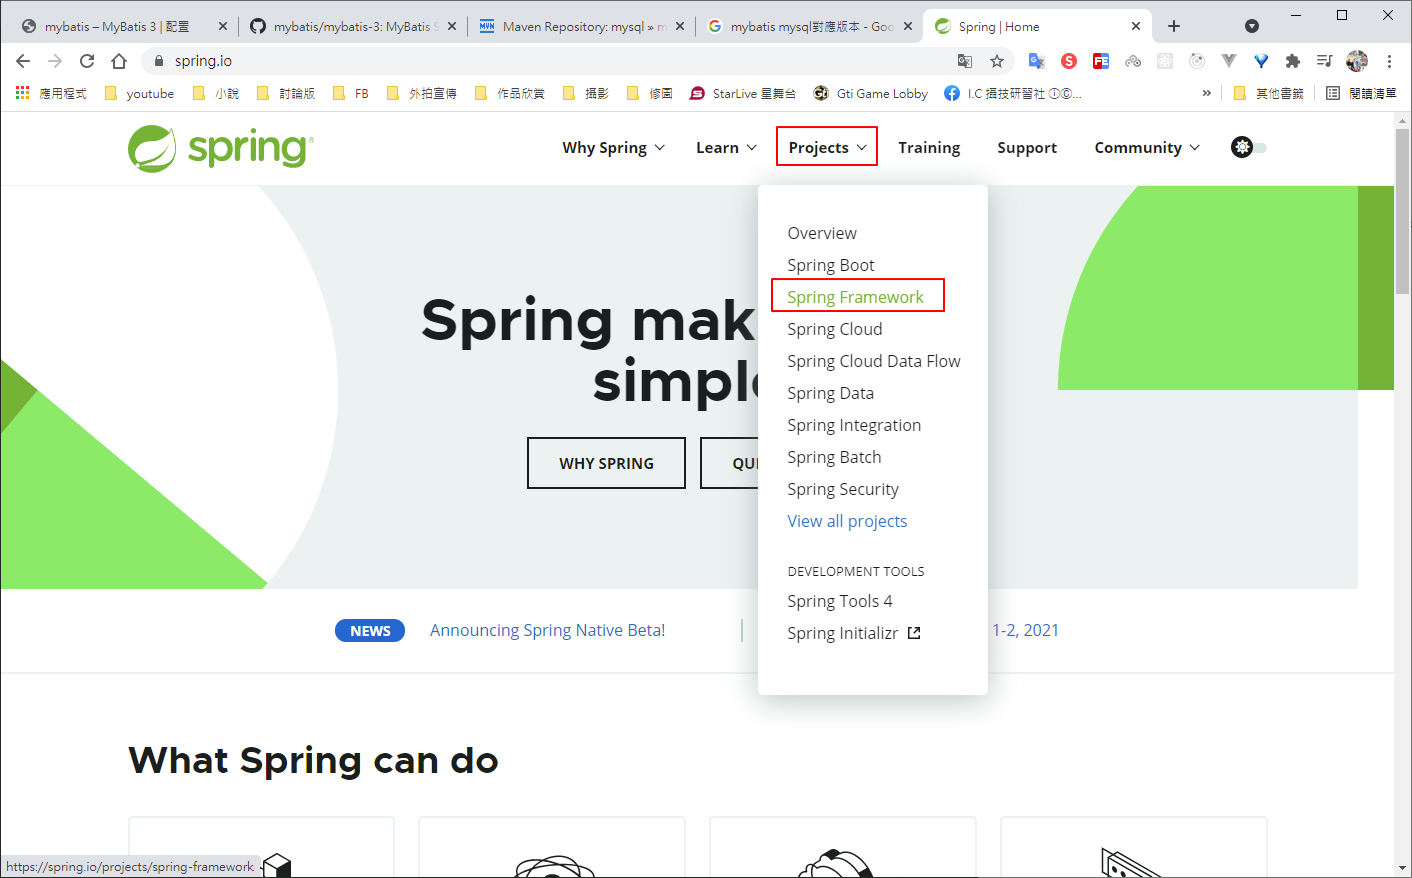 mybatis – MyBatis 3 | 配置
mybatis/mybatis-3: MyBatis S
Maven Repository: mysql » m
mybatis mysql對應版本 - Goo
Spring | Home
spring.io
應用程式
youtube
小說
討論版
FB
外拍宣傳
作品欣賞
攝影
修圖
StarLive 星舞台
Gti Game Lobby
I.C 攝技研習社 ⓘⒸ...
»
其他書籤
閱讀清單
spring
Why Spring
Learn
Projects
Training
Support
Community
Overview
Spring Boot
Spring Framework
Spring Cloud
Spring Cloud Data Flow
Spring Data
Spring Integration
Spring Batch
Spring Security
View all projects
DEVELOPMENT TOOLS
Spring Tools 4
Spring Initializr
Spring mak
simple
WHY SPRING
QUI
NEWS
Announcing Spring Native Beta!
1-2, 2021
What Spring can do
https://spring.io/projects/spring-framework